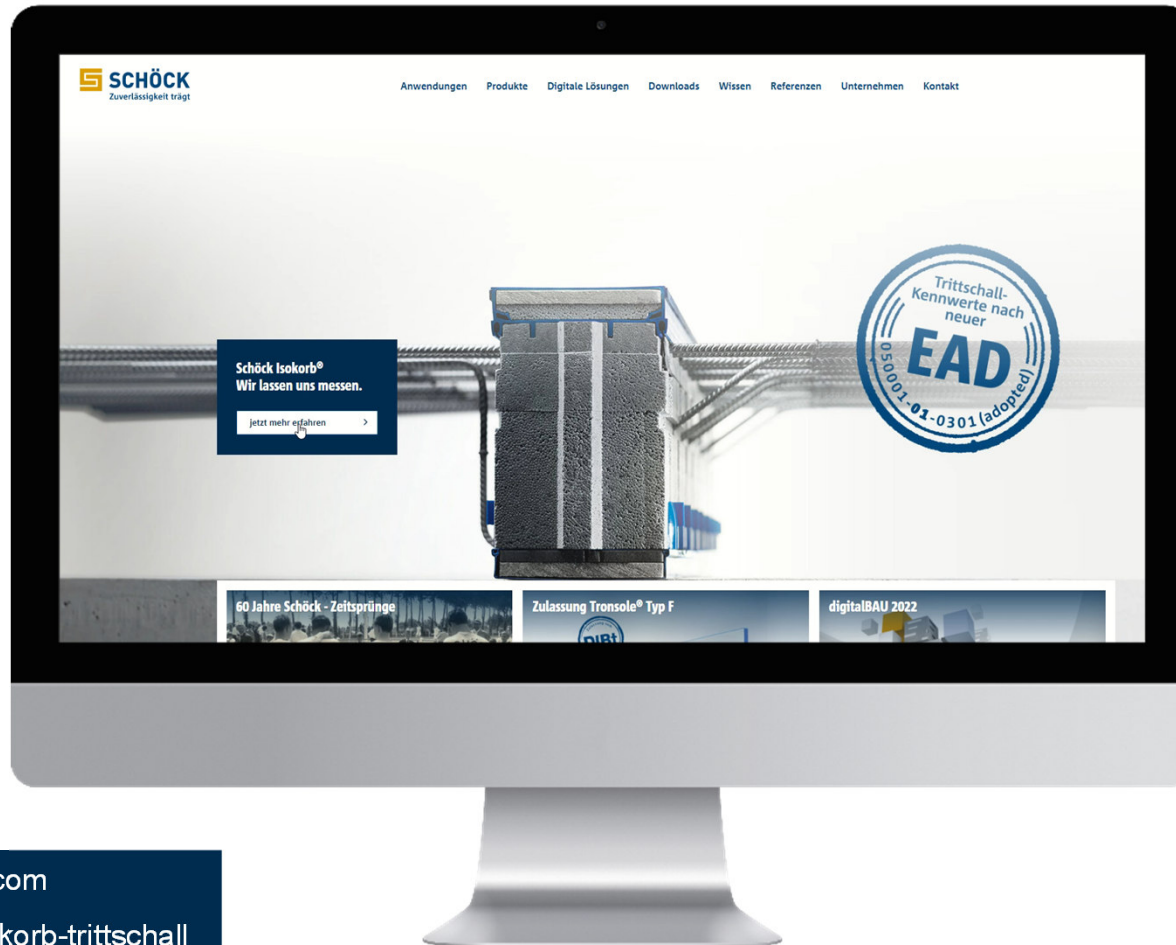 SCHÖCK
Zuverlässigkeit trägt
Anwendungen Produkte Digitale Lösungen Downloads Wissen Referenzen Unternehmen Kontakt
Trittschall-
Kennwerte nach
neuer
EAD
050001-01-0301 (adopted)
Schöck Isokorb®
Wir lassen uns messen.
jetzt mehr erfahren >
60 Jahre Schöck - Zeitsprünge
Zulassung Tronsole® Typ F
digitalBAU 2022
DIBt
com
korb-trittschall